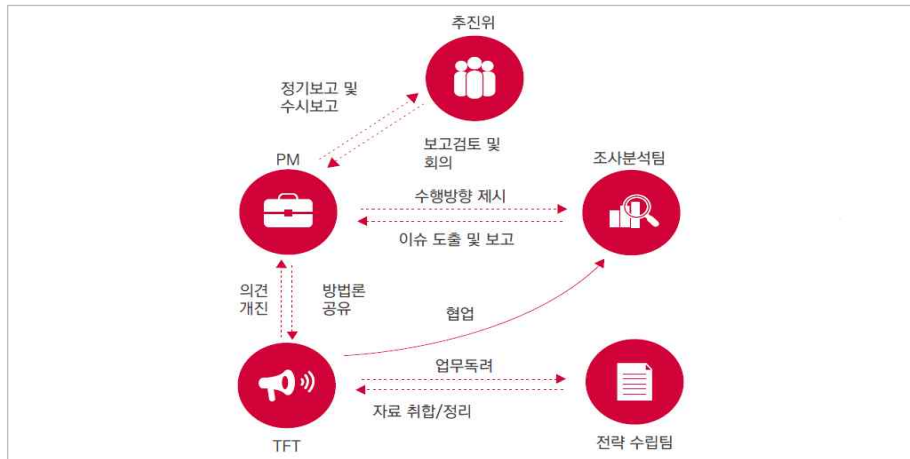 추진위
정기보고 및
수시보고
보고검토 및
회의
PM
조사분석팀
수행방향 제시
이슈 도출 및 보고
의견
개진
방법론
공유
협업
업무독려
자료 취합/정리
TFT
전략 수립팀